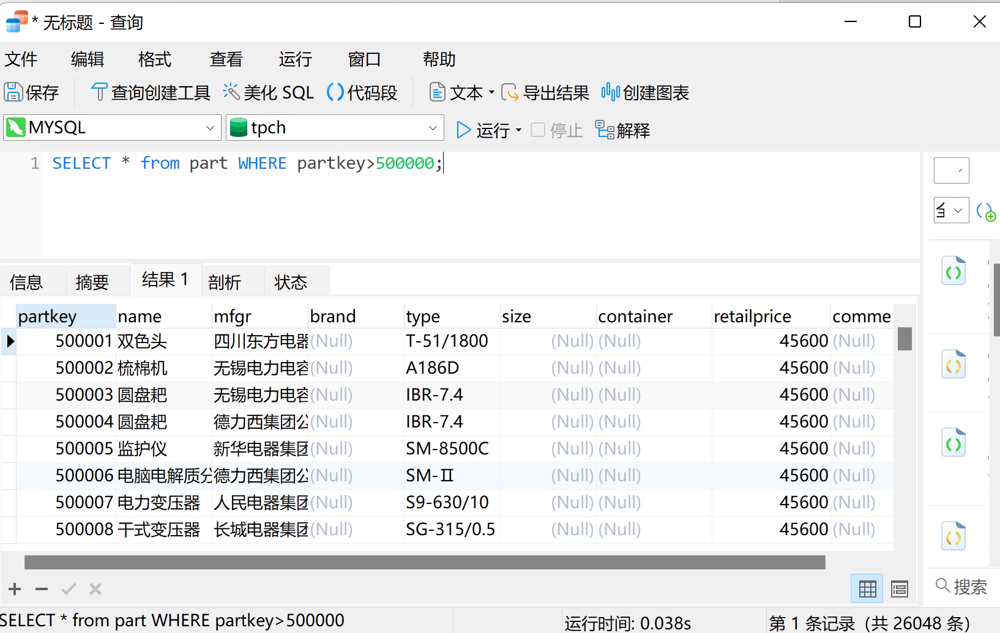 * 无标题 - 查询
文件 编辑 格式 查看 运行 窗口 帮助
保存 查询创建工具 美化 SQL 代码段 文本 导出结果 创建图表
MYSQL tpch 运行 停止 解释
1 SELECT * from part WHERE partkey>500000;
信息 摘要 结果 1 剖析 状态
partkey name mfgr brand type size container retailprice comme
500001 双色头 四川东方电器 (Null) T-51/1800 (Null) (Null) 45600 (Null)
500002 梳棉机 无锡电力电容 (Null) A186D (Null) (Null) 45600 (Null)
500003 圆盘耙 无锡电力电容 (Null) IBR-7.4 (Null) (Null) 45600 (Null)
500004 圆盘耙 德力西集团公 (Null) IBR-7.4 (Null) (Null) 45600 (Null)
500005 监护仪 新华电器集团 (Null) SM-8500C (Null) (Null) 45600 (Null)
500006 电脑电解质分 德力西集团公 (Null) SM-Ⅱ (Null) (Null) 45600 (Null)
500007 电力变压器 人民电器集团 (Null) S9-630/10 (Null) (Null) 45600 (Null)
500008 干式变压器 长城电器集团 (Null) SG-315/0.5 (Null) (Null) 45600 (Null)
搜索
SELECT * from part WHERE partkey>500000 运行时间: 0.038s 第 1 条记录 (共 26048 条)